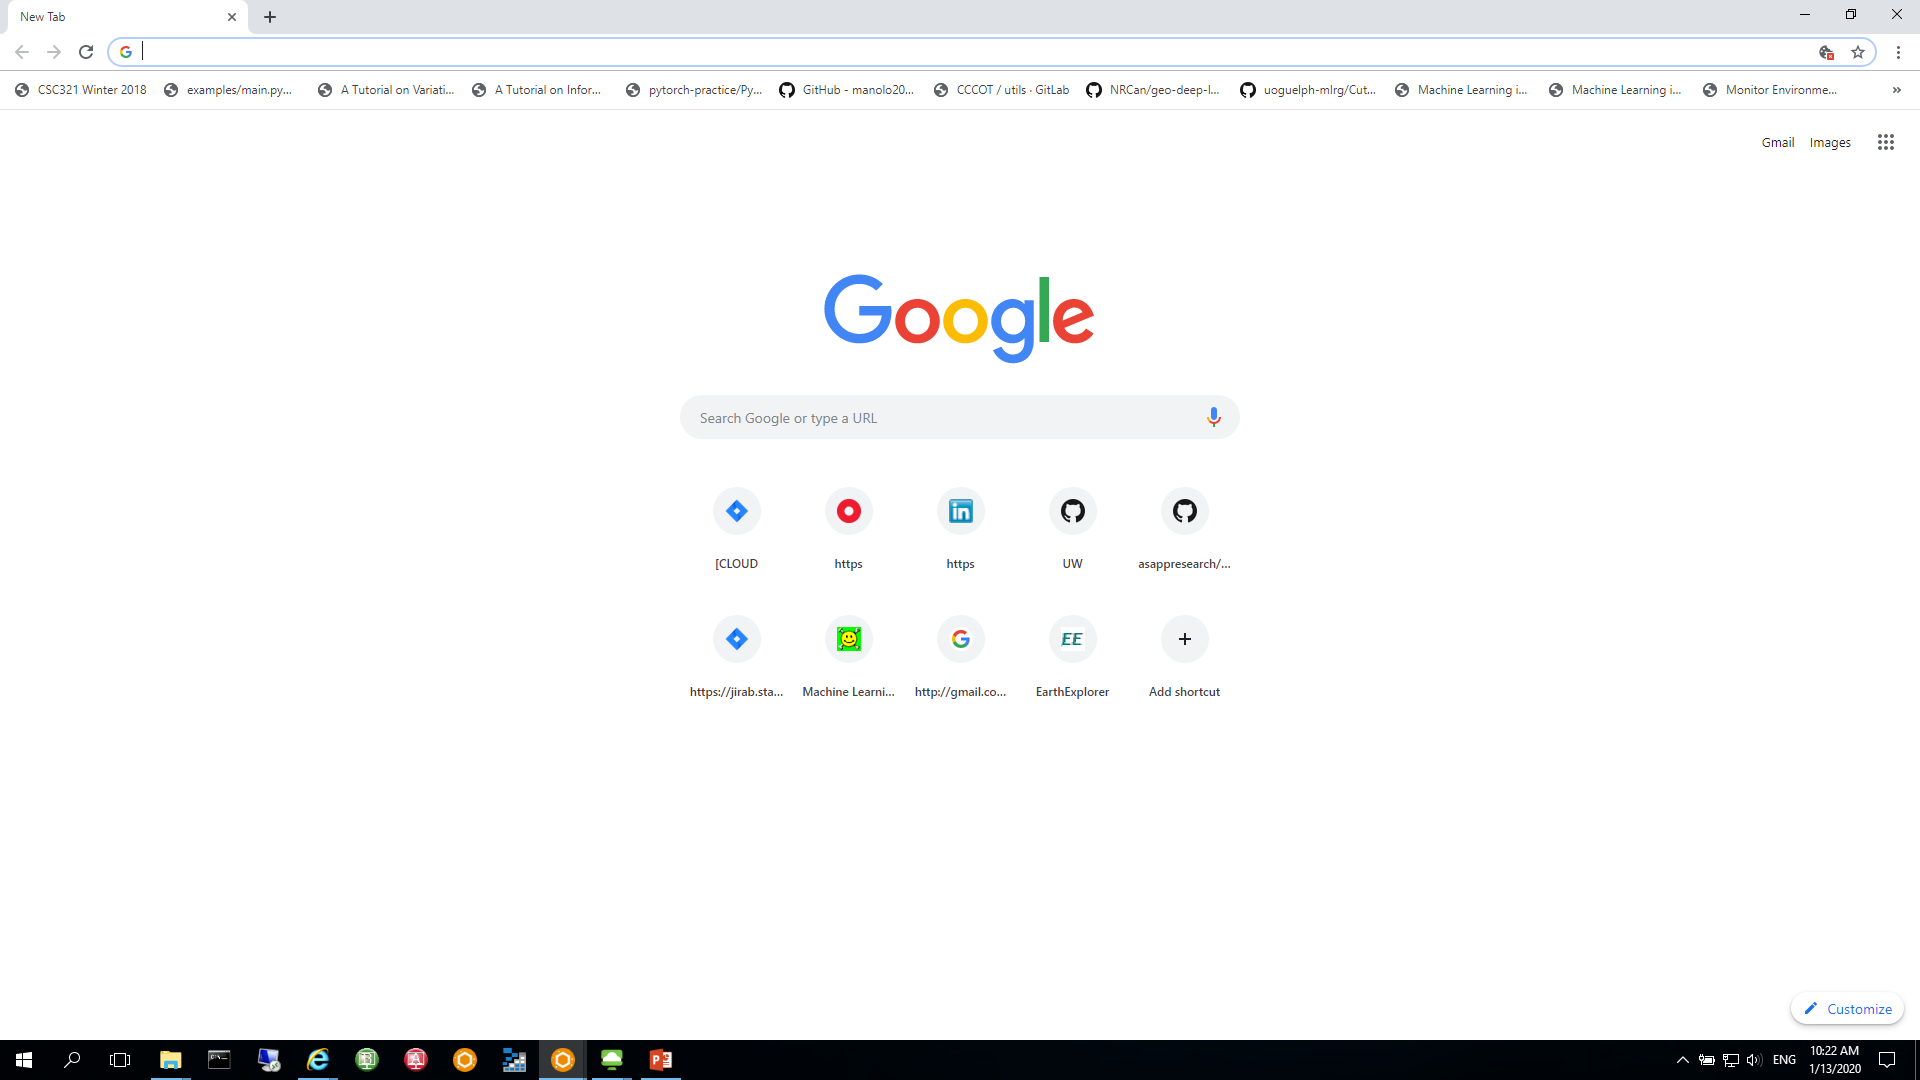 New Tab
CSC321 Winter 2018
examples/main.py...
A Tutorial on Variati...
A Tutorial on Infor...
pytorch-practice/Py...
GitHub - manolo20...
CCCOT / utils · GitLab
NRCan/geo-deep-l...
uoguelph-mlrg/Cut...
Machine Learning i...
Machine Learning i...
Monitor Environme...
Gmail
Images
Google
Search Google or type a URL
[CLOUD
https
https
UW
asappresearch/...
EE
https://jirab.sta...
Machine Learni...
http://gmail.co...
EarthExplorer
Add shortcut
Customize
ENG
10:22 AM
1/13/2020